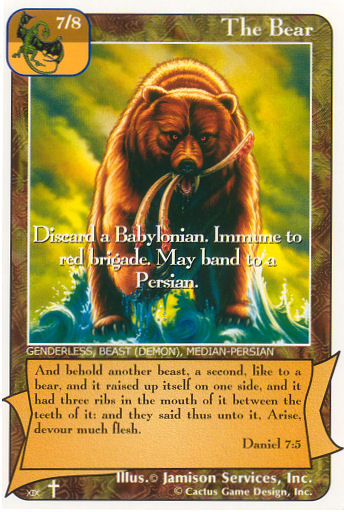 7/8
The Bear
Discard a Babylonian. Immune to
red brigade. May band to a
Persian.
GENDERLESS, BEAST (DEMON), MEDIAN-PERSIAN
And behold another beast, a second, like to a
bear, and it raised up itself on one side, and it
had three ribs in the mouth of it between the
teeth of it: and they said thus unto it, Arise,
devour much flesh.
Daniel 7:5
Illus.© Jamison Services, Inc.
© Cactus Game Design, Inc.
XIX